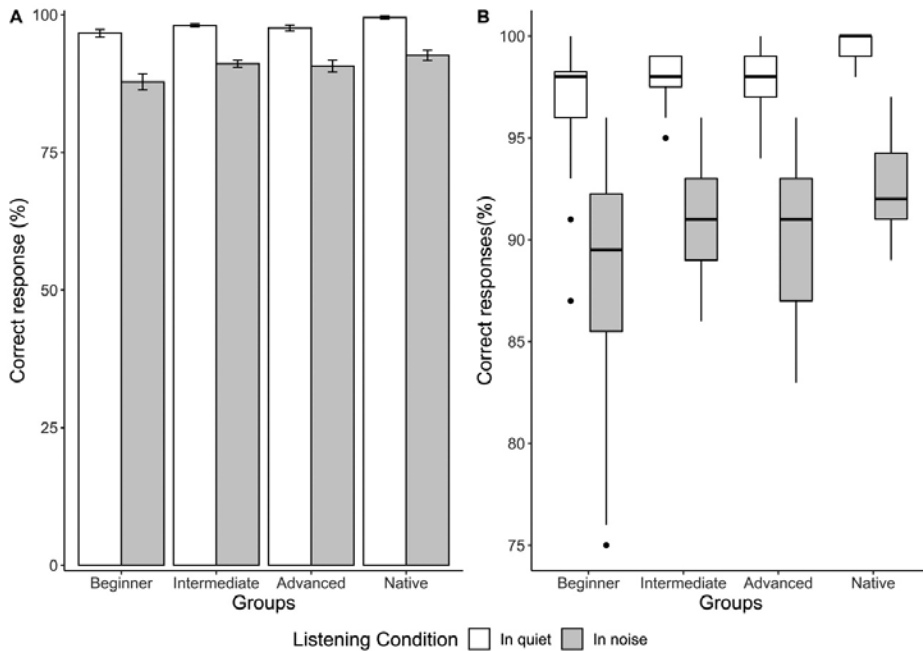 A
Correct response (%)
100
75
50
25
0
Beginner
Intermediate
Advanced
Native
Groups
B
Correct responses(%)
100
95
90
85
80
75
Beginner
Intermediate
Advanced
Native
Groups
Listening Condition
In quiet
In noise